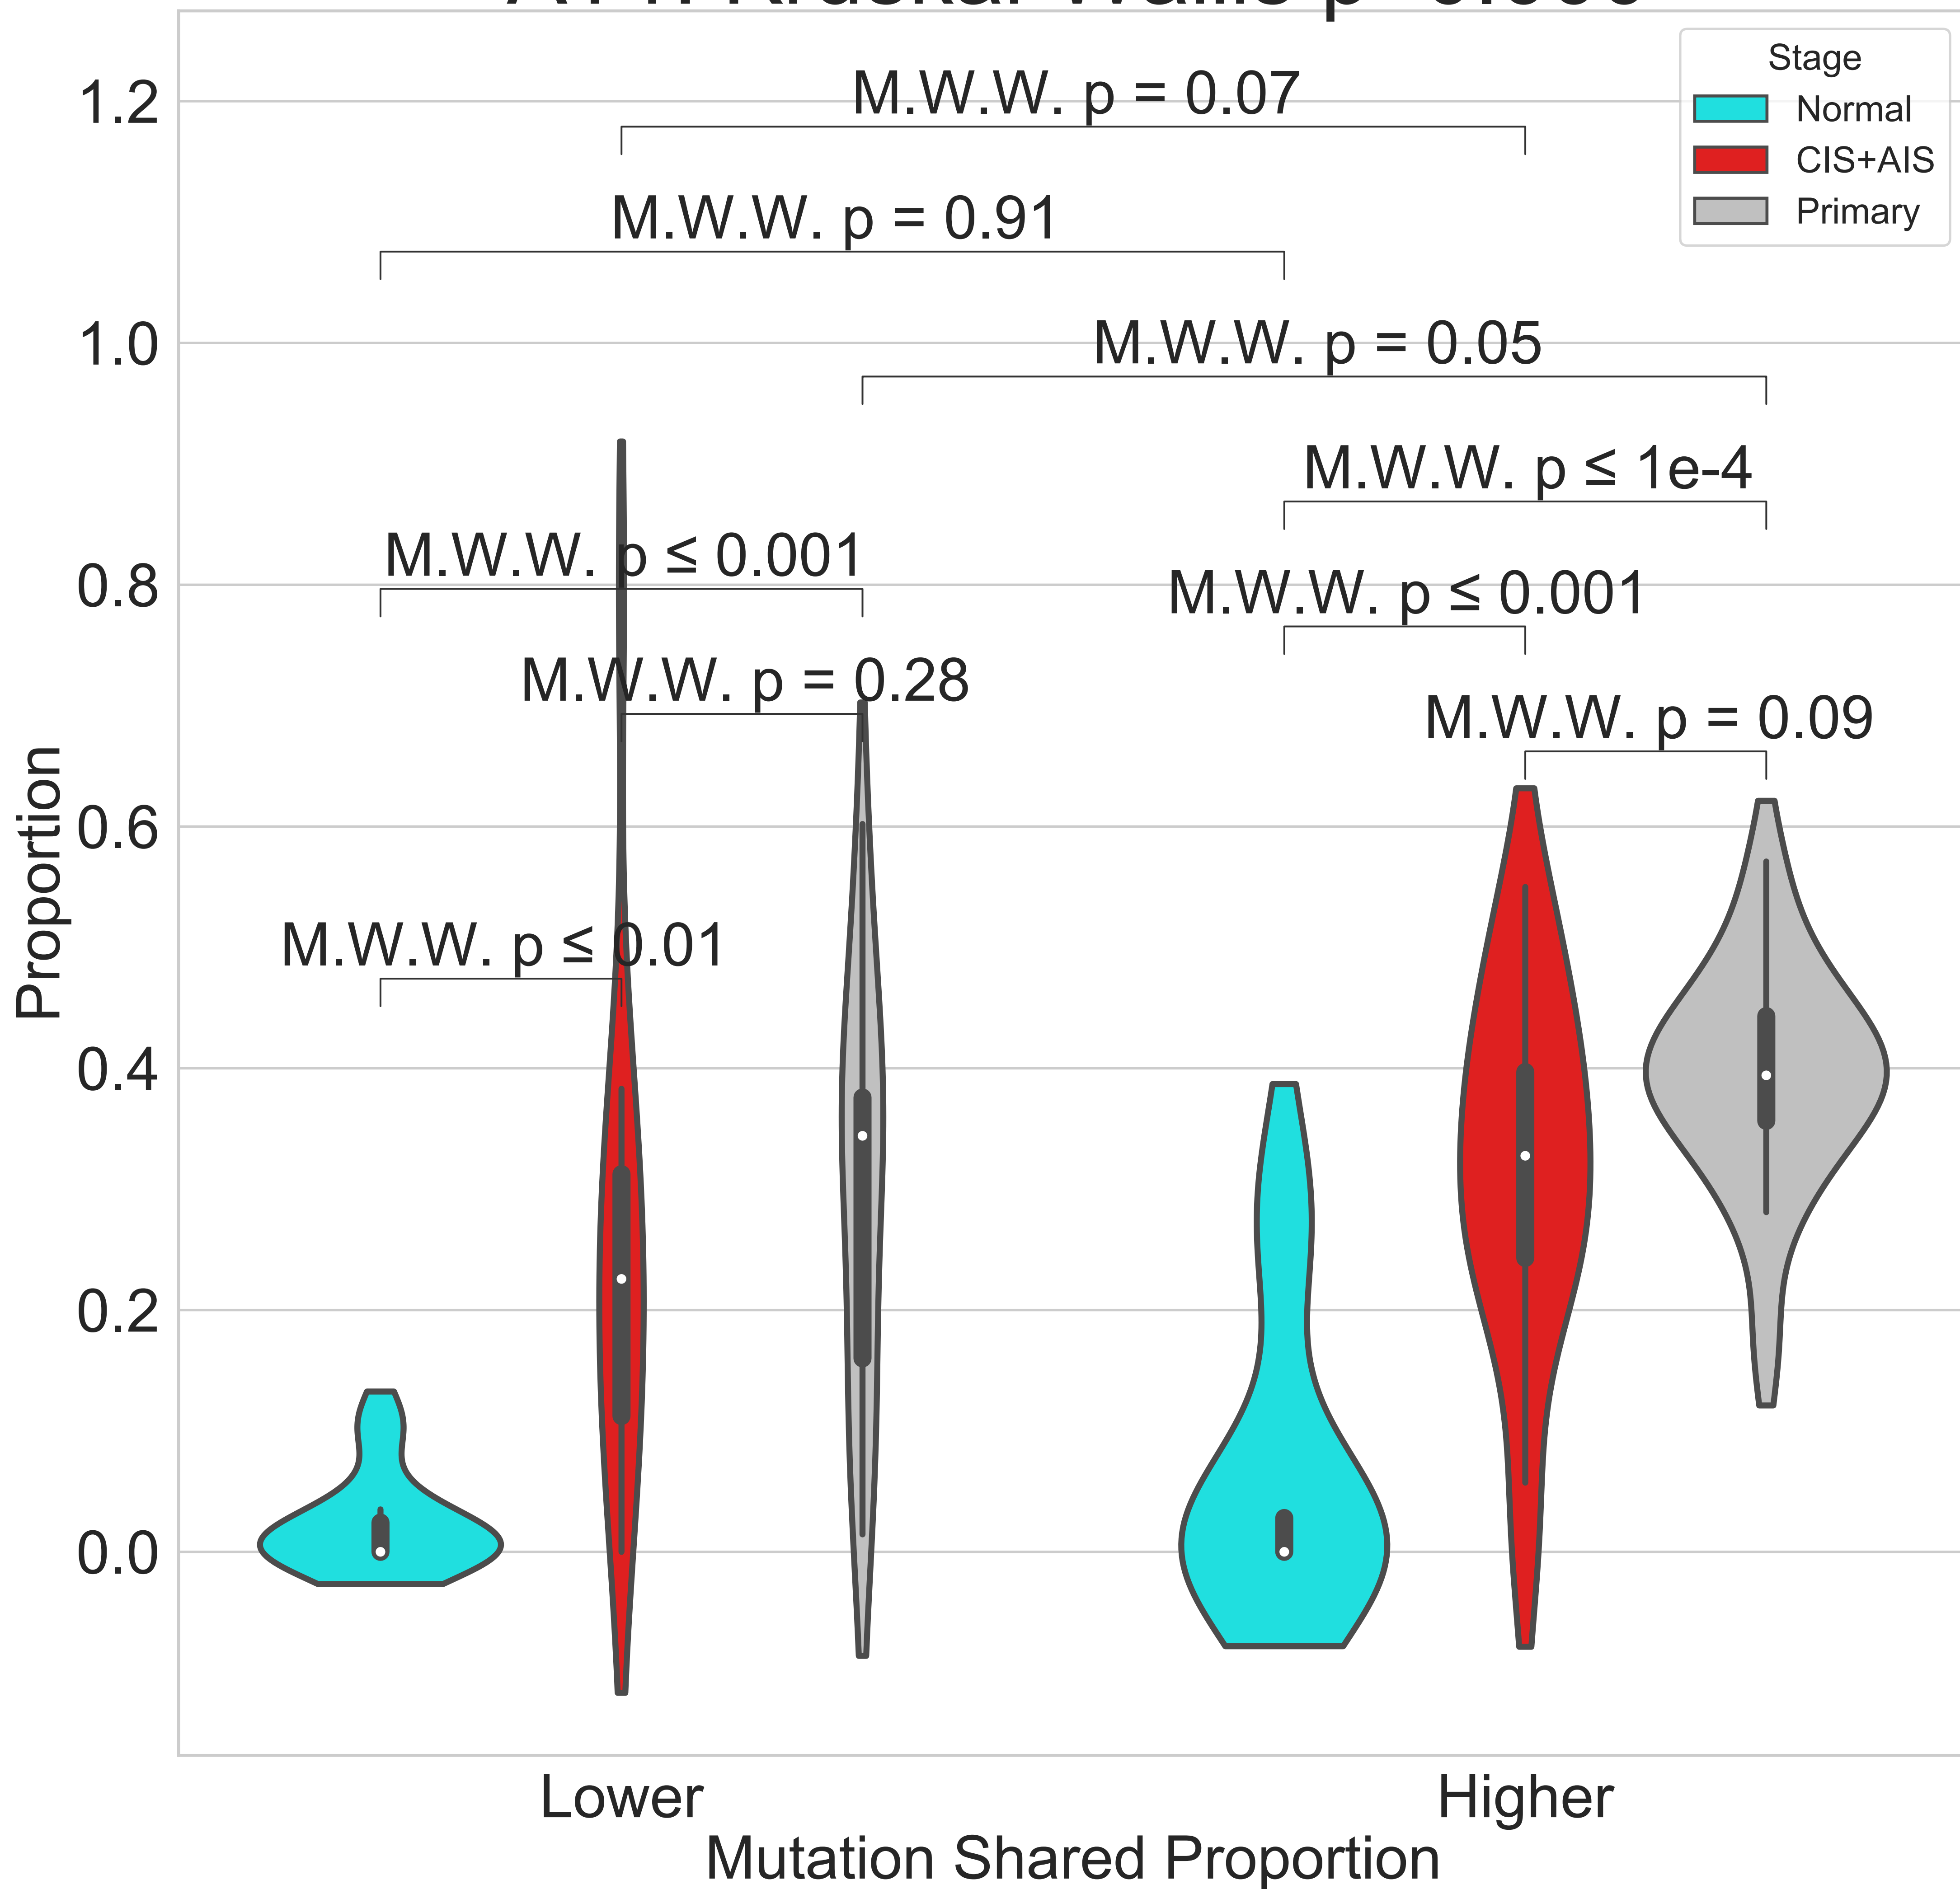 Stage
Normal
CIS+AIS
Primary
M.W.W. p = 0.07
M.W.W. p = 0.91
M.W.W. p = 0.05
M.W.W. p ≤ 1e-4
M.W.W. p ≤ 0.001
M.W.W. p ≤ 0.001
M.W.W. p = 0.28
M.W.W. p = 0.09
M.W.W. p ≤ 0.01
1.2
1.0
0.8
0.6
0.4
0.2
0.0
Proportion
Lower
Higher
Mutation Shared Proportion